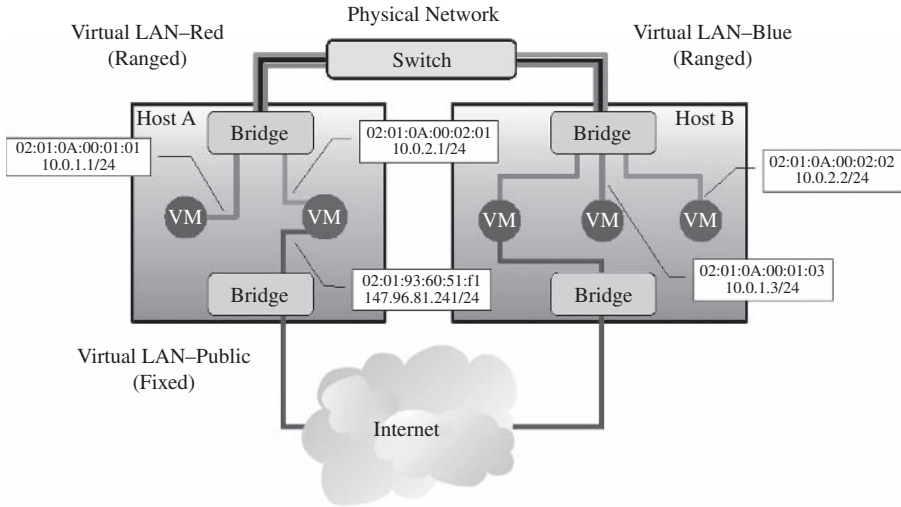 Physical Network
Virtual LAN–Red
(Ranged)
Virtual LAN–Blue
(Ranged)
Switch
Host A
Bridge
Bridge
Host B
02:01:0A:00:01:01
10.0.1.1/24
02:01:0A:00:02:01
10.0.2.1/24
02:01:0A:00:02:02
10.0.2.2/24
VM
VM
VM
VM
VM
02:01:93:60:51:f1
147.96.81.241/24
02:01:0A:00:01:03
10.0.1.3/24
Bridge
Bridge
Virtual LAN–Public
(Fixed)
Internet